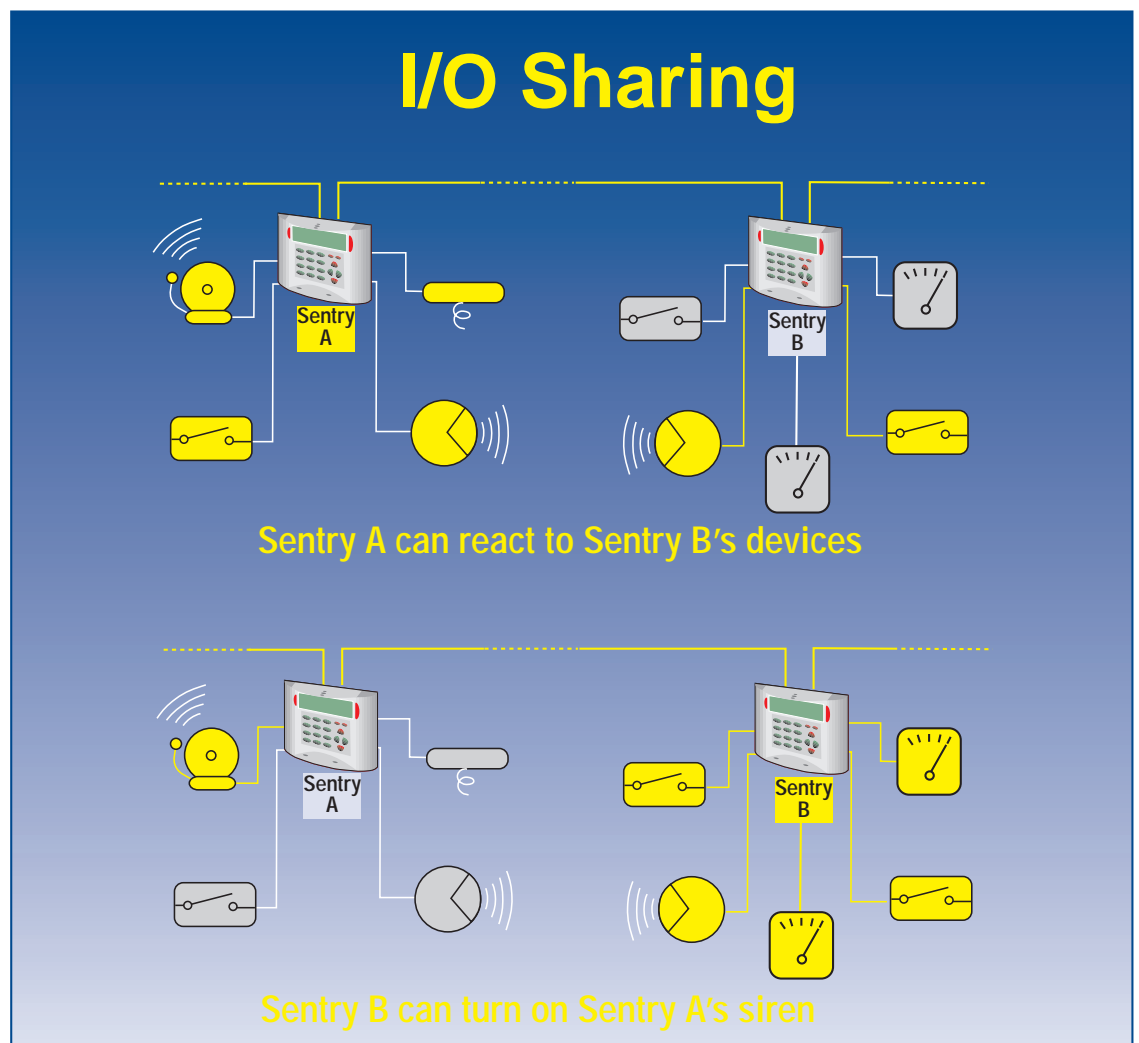 I/O Sharing
Sentry
A
Sentry
B
Sentry A can react to Sentry B's devices
Sentry
A
Sentry
B
Sentry B can turn on Sentry A's siren